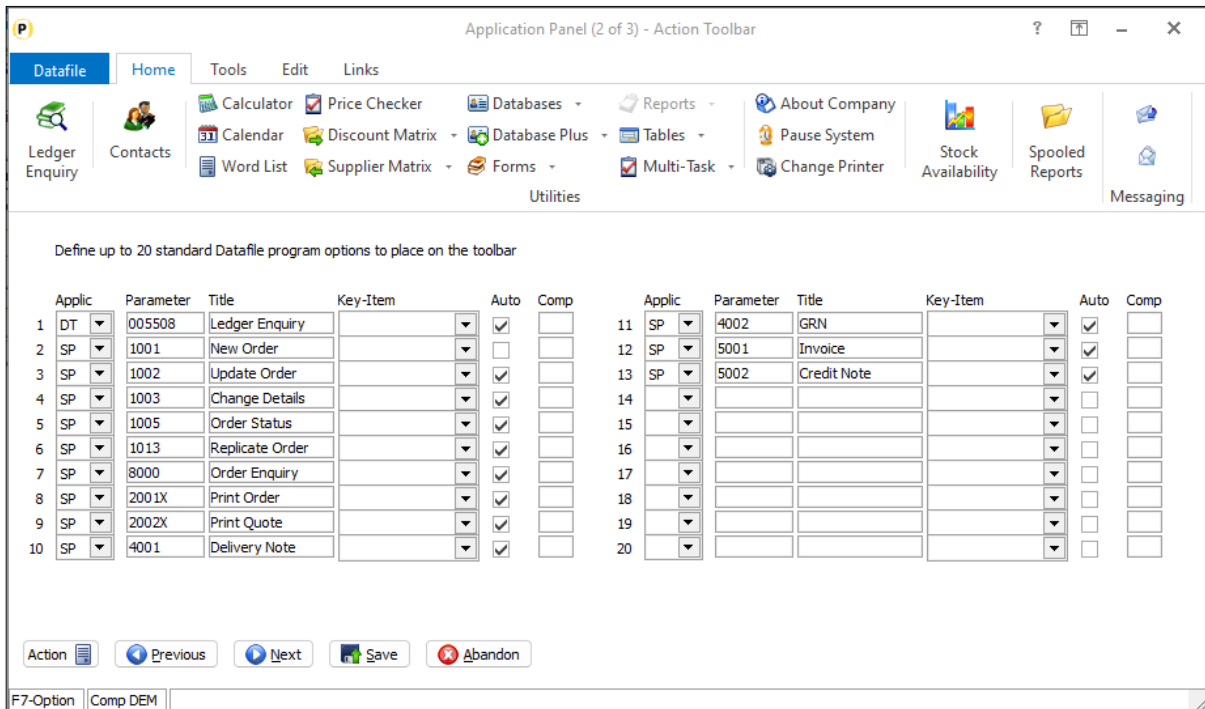 P
Application Panel (2 of 3) - Action Toolbar
?
Datafile Home Tools Edit Links
Calculator Price Checker Databases Reports About Company
Calendar Discount Matrix Database Plus Tables Pause System
Word List Supplier Matrix Forms Multi-Task Change Printer
Ledger Enquiry
Contacts
31
Stock Availability
Spooled Reports
Utilities
Messaging
Define up to 20 standard Datafile program options to place on the toolbar
Applic Parameter Title Key-Item Auto Comp
1 DT 005508 Ledger Enquiry
2 SP 1001 New Order
3 SP 1002 Update Order
4 SP 1003 Change Details
5 SP 1005 Order Status
6 SP 1013 Replicate Order
7 SP 8000 Order Enquiry
8 SP 2001X Print Order
9 SP 2002X Print Quote
10 SP 4001 Delivery Note
Applic Parameter Title Key-Item Auto Comp
11 SP 4002 GRN
12 SP 5001 Invoice
13 SP 5002 Credit Note
14
15
16
17
18
19
20
Action Previous Next Save Abandon
F7-Option Comp DEM